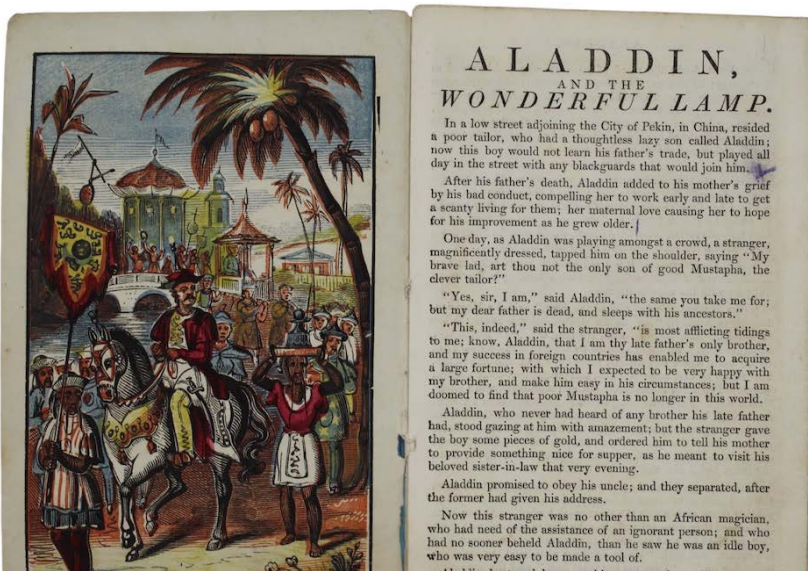 ALADDIN,
AND THE
WONDERFUL LAMP.
In a low street adjoining the City of Pekin, in China, resided
a poor tailor, who had a thoughtless lazy son called Aladdin;
now this boy would not learn his father's trade, but played all
day in the street with any blackguards that would join him.
After his father's death, Aladdin added to his mother's grief
by his bad conduct, compelling her to work early and late to get
a scanty living for them; her maternal love causing her to hope
for his improvement as he grew older.
One day, as Aladdin was playing amongst a crowd, a stranger,
magnificently dressed, tapped him on the shoulder, saying "My
brave lad, art thou not the only son of good Mustapha, the
clever tailor?"
"Yes, sir, I am," said Aladdin, "the same you take me for;
but my dear father is dead, and sleeps with his ancestors."
"This, indeed," said the stranger, "is most afflicting tidings
to me; know, Aladdin, that I am thy late father's only brother,
and my success in foreign countries has enabled me to acquire
a large fortune; with which I expected to be very happy with
my brother, and make him easy in his circumstances; but I am
doomed to find that poor Mustapha is no longer in this world.
Aladdin, who never had heard of any brother his late father
had, stood gazing at him with amazement; but the stranger gave
the boy some pieces of gold, and ordered him to tell his mother
to provide something nice for supper, as he meant to visit his
beloved sister-in-law that very evening.
Aladdin promised to obey his uncle; and they separated, after
the former had given his address.
Now this stranger was no other than an African magician,
who had need of the assistance of an ignorant person; and who
had no sooner beheld Aladdin, than he saw he was an idle boy,
who was very easy to be made a tool of.